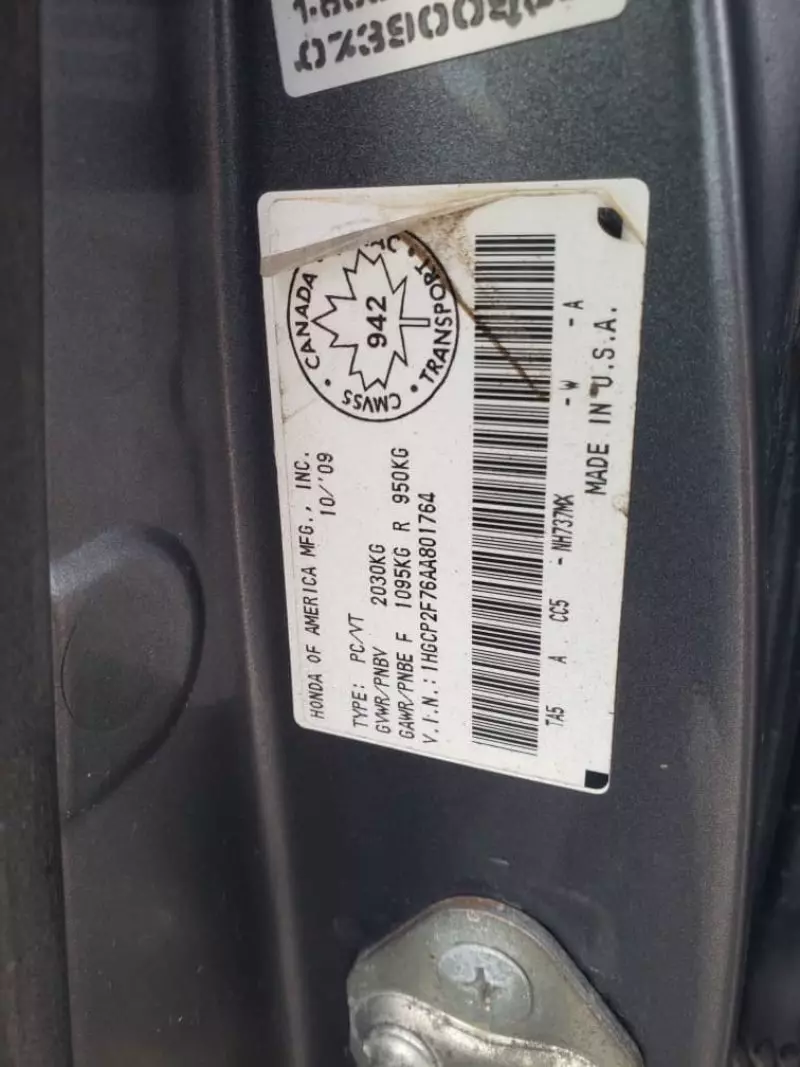 HONDA OF AMERICA MFG., INC.
10/'09
TYPE: PC/VT
GVWR/PNBV 2030KG
GAWR/PNBE F 1095KG R 950KG
V.I.N.: 1HGCP2F76AA801764
CANADA
942
TRANSPORT
CMVSS
TA5 A CC5 - NH737MX - W - A
MADE IN U.S.A.